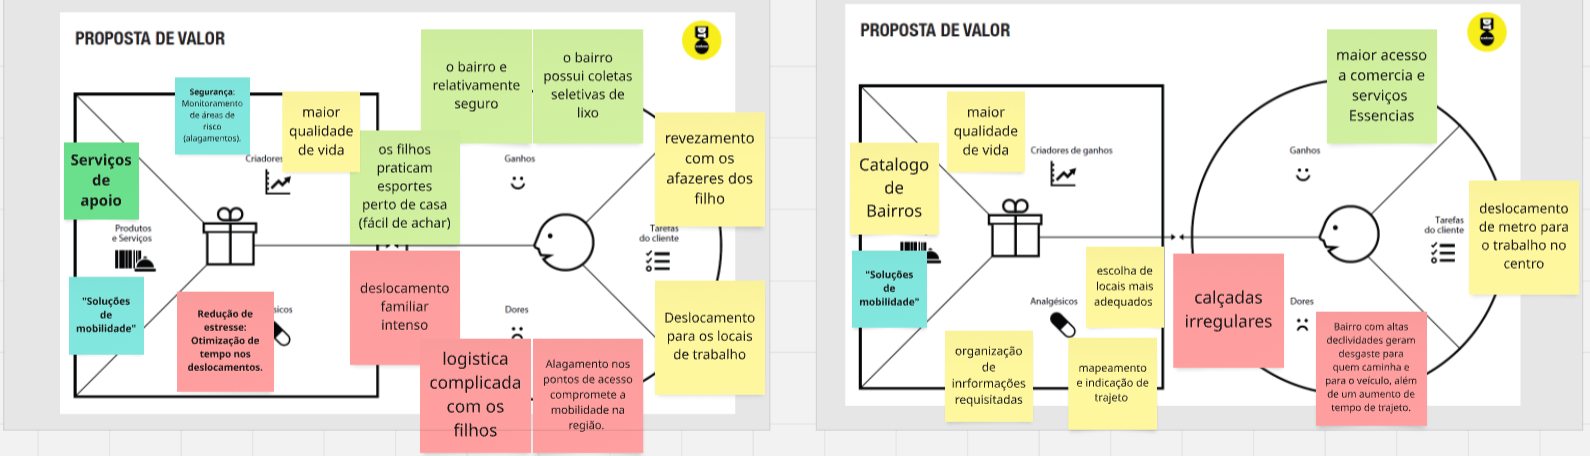 PROPOSTA DE VALOR
Segurança:
Monitoramento
de áreas de
risco
(alagamentos).
maior
qualidade
de vida
Criadores
Serviços
de
apoio
Produtos
e Serviços
"Soluções
de
mobilidade"
Redução de
estresse:
Otimização de
tempo nos
deslocamentos.
sicos
o bairro e
relativamente
seguro
o bairro
possui coletas
seletivas de
lixo
os filhos
praticam
esportes
perto de casa
(fácil de achar)
Ganhos
revezamento
com os
afazeres dos
filho
Tarefas
do cliente
deslocamento
familiar
intenso
Dores
Deslocamento
para os locais
de trabalho
logistica
complicada
com os
filhos
Alagamento nos
pontos de acesso
compromete a
mobilidade na
região.
PROPOSTA DE VALOR
maior
qualidade
de vida
Criadores de ganhos
Catalogo
de
Bairros
"Soluções
de
mobilidade"
escolha de
locais mais
adequados
Analgésicos
organização
de
inrformações
requisitadas
mapeamento
e indicação de
trajeto
maior acesso
a comercia e
serviços
Essencias
Ganhos
Tarefas
do cliente
deslocamento
de metro para
o trabalho no
centro
calçadas
irregulares
Dores
Bairro com altas
declividades geram
desgaste para
quem caminha e
para o veículo, além
de um aumento de
tempo de trajeto.